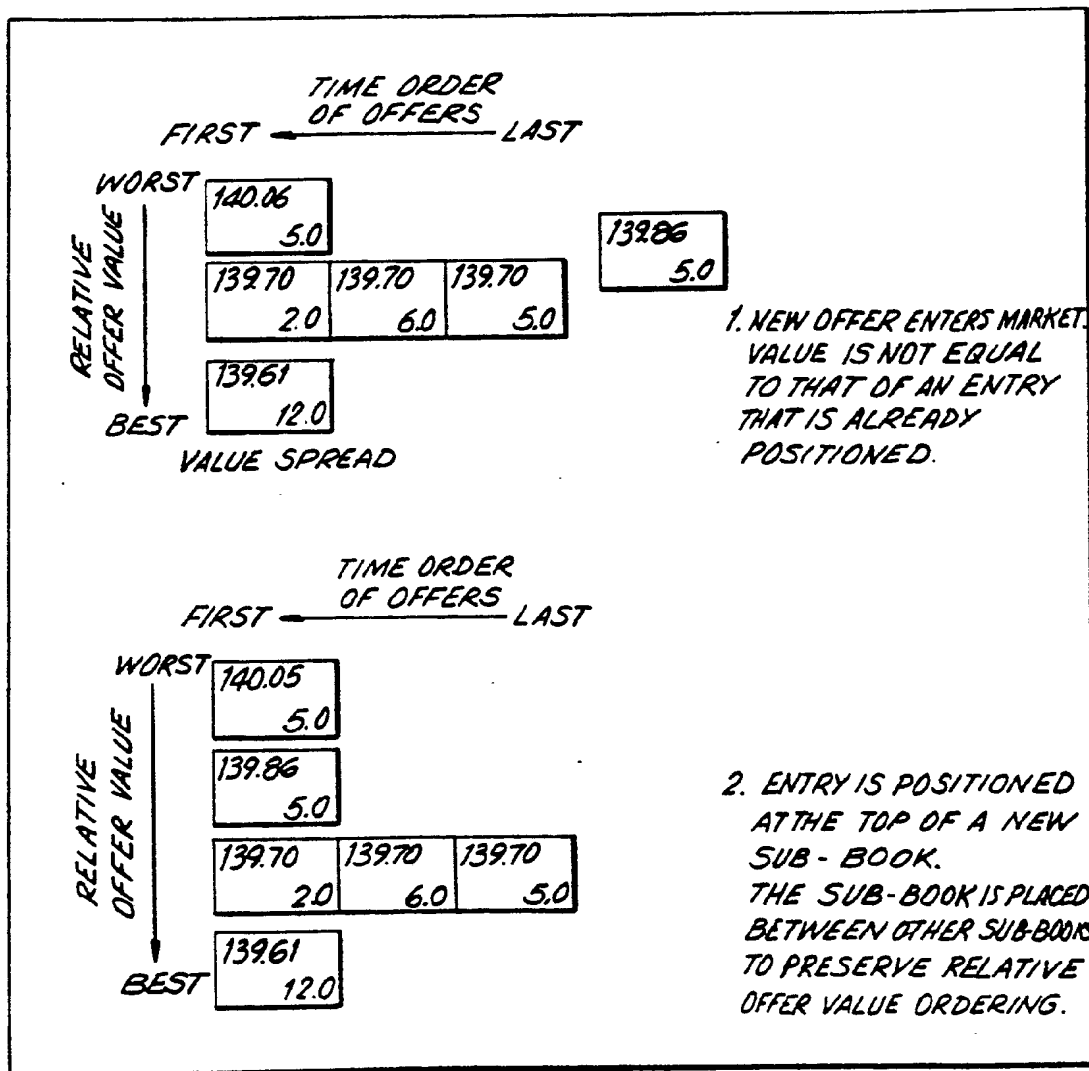 TIME ORDER
OF OFFERS
FIRST LAST
WORST
RELATIVE
OFFER VALUE
BEST
140.06
5.0
139.70 139.70 139.70
2.0 6.0 5.0
139.61
12.0
VALUE SPREAD
139.86
5.0
1. NEW OFFER ENTERS MARKET.
VALUE IS NOT EQUAL
TO THAT OF AN ENTRY
THAT IS ALREADY
POSITIONED.
TIME ORDER
OF OFFERS
FIRST LAST
WORST
RELATIVE
OFFER VALUE
BEST
140.05
5.0
139.86
5.0
139.70 139.70 139.70
2.0 6.0 5.0
139.61
12.0
2. ENTRY IS POSITIONED
AT THE TOP OF A NEW
SUB-BOOK.
THE SUB-BOOK IS PLACED
BETWEEN OTHER SUB-BOOKS
TO PRESERVE RELATIVE
OFFER VALUE ORDERING.